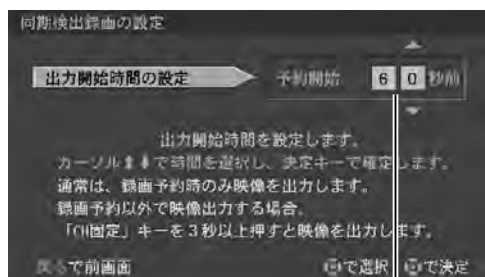 同期検出録画の設定
出力開始時間の設定
予約開始 6 0 秒前
出力開始時間を設定します。
カーソル⬆⬇で時間を選択し、決定キーで確定します。
通常は、録画予約時のみ映像を出力します。
録画予約以外で映像出力する場合、
「CH固定」キーを3秒以上押すと映像を出力します。
戻るで前画面 で選択 で決定